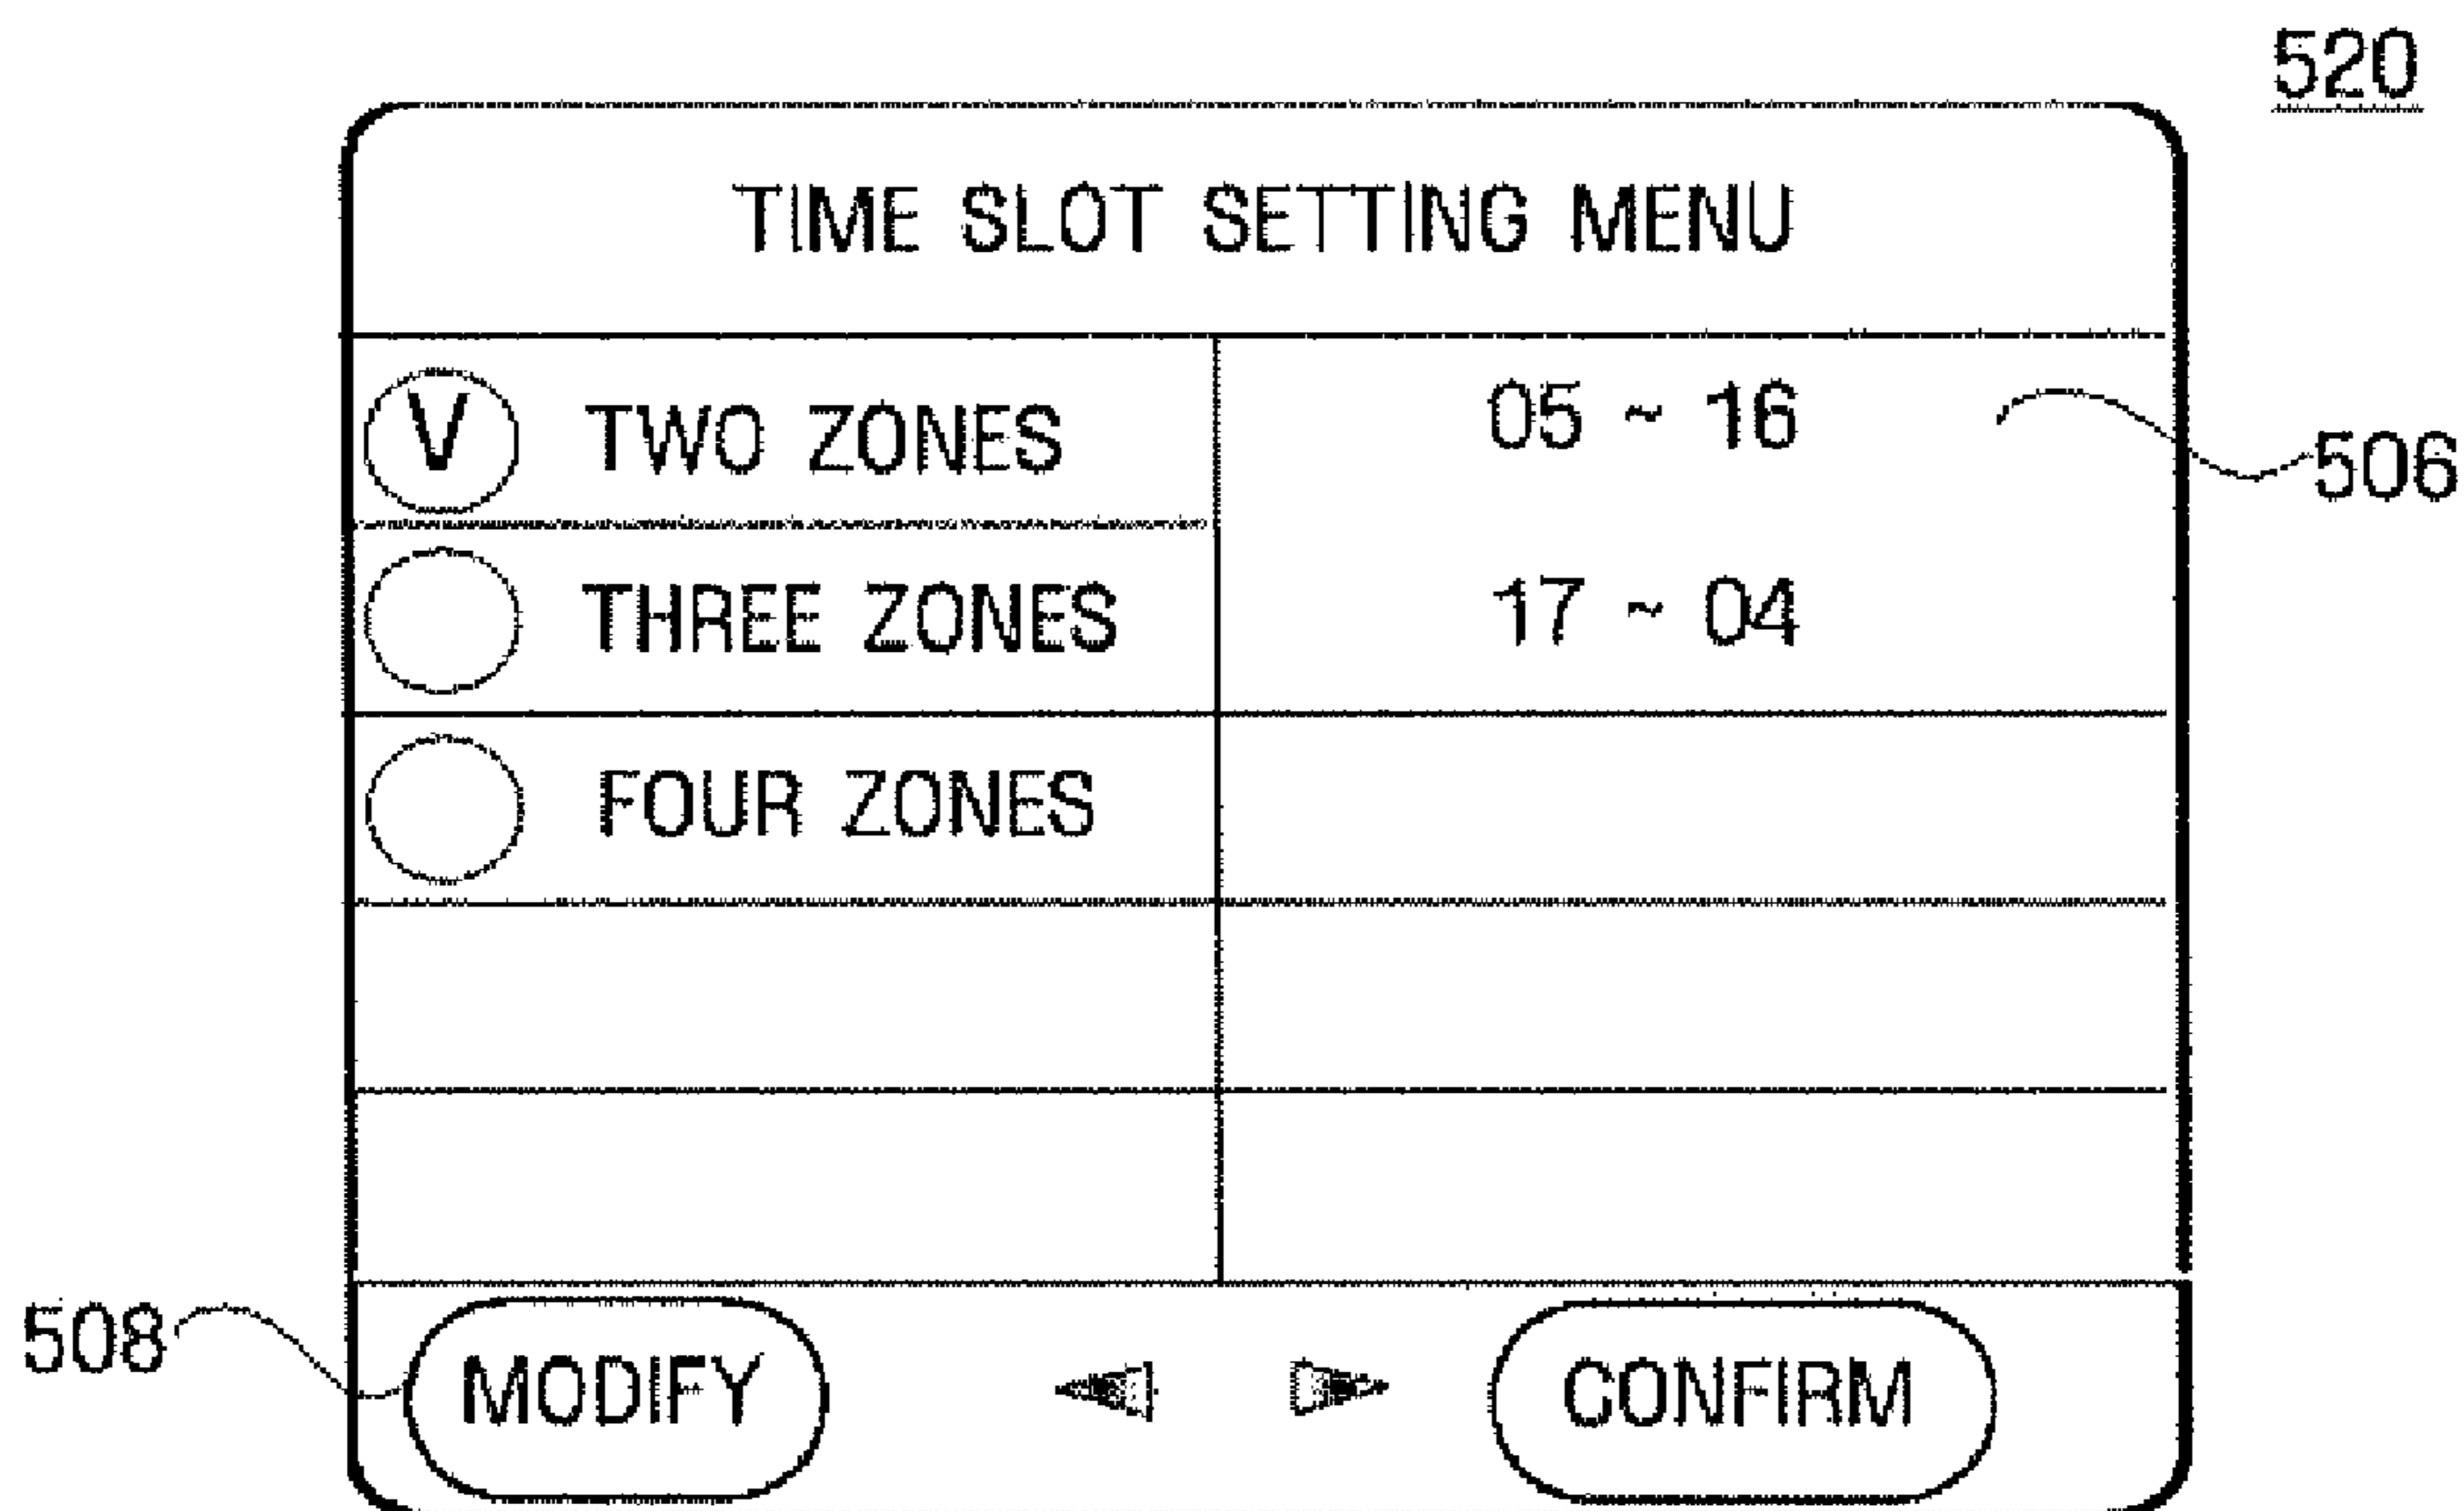 520
TIME SLOT SETTING MENU
V TWO ZONES 05 ~ 16
506
THREE ZONES 17 ~ 04
FOUR ZONES
508
MODIFY CONFIRM